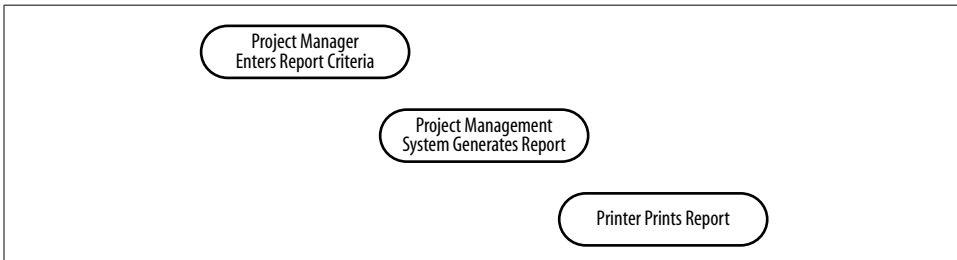 Project Manager
Enters Report Criteria
Project Management
System Generates Report
Printer Prints Report